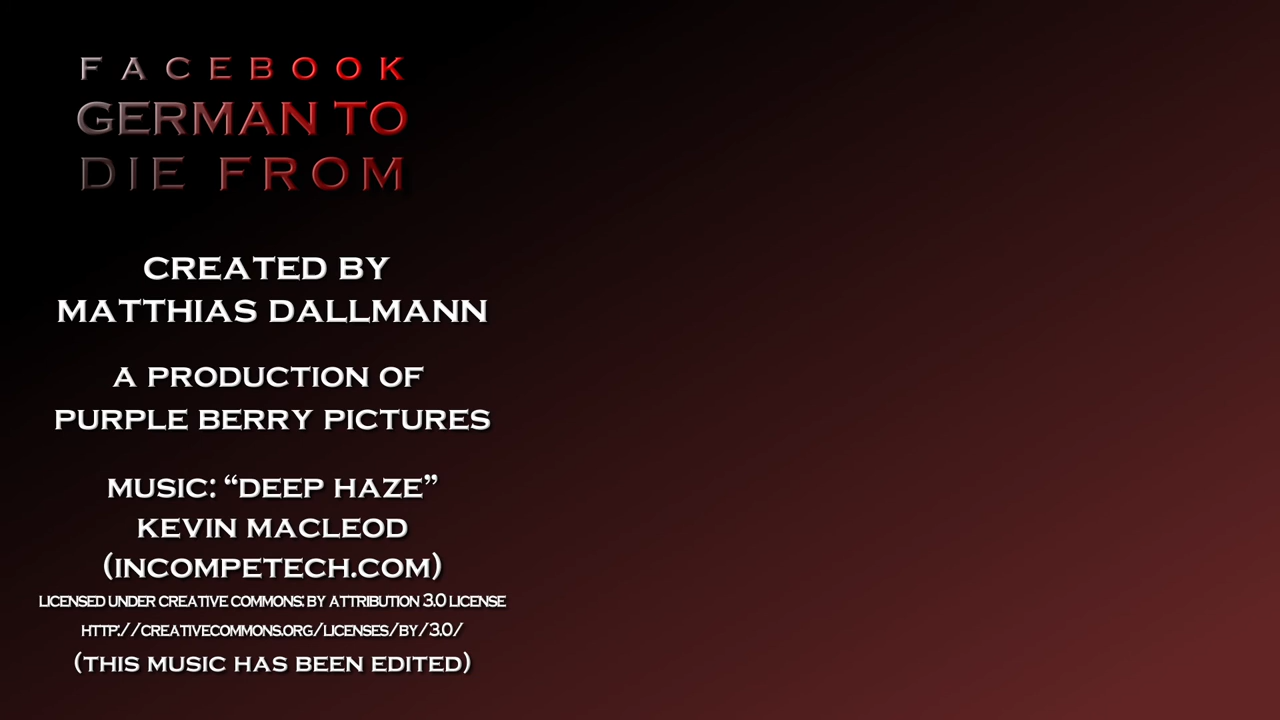 FACEBOOK
GERMAN TO
DIE FROM
CREATED BY
MATTHIAS DALLMANN
A PRODUCTION OF
PURPLE BERRY PICTURES
MUSIC: “DEEP HAZE”
KEVIN MACLEOD
(INCOMPETECH.COM)
LICENSED UNDER CREATIVE COMMONS: BY ATTRIBUTION 3.0 LICENSE
HTTP://CREATIVECOMMONS.ORG/LICENSES/BY/3.0/
(THIS MUSIC HAS BEEN EDITED)